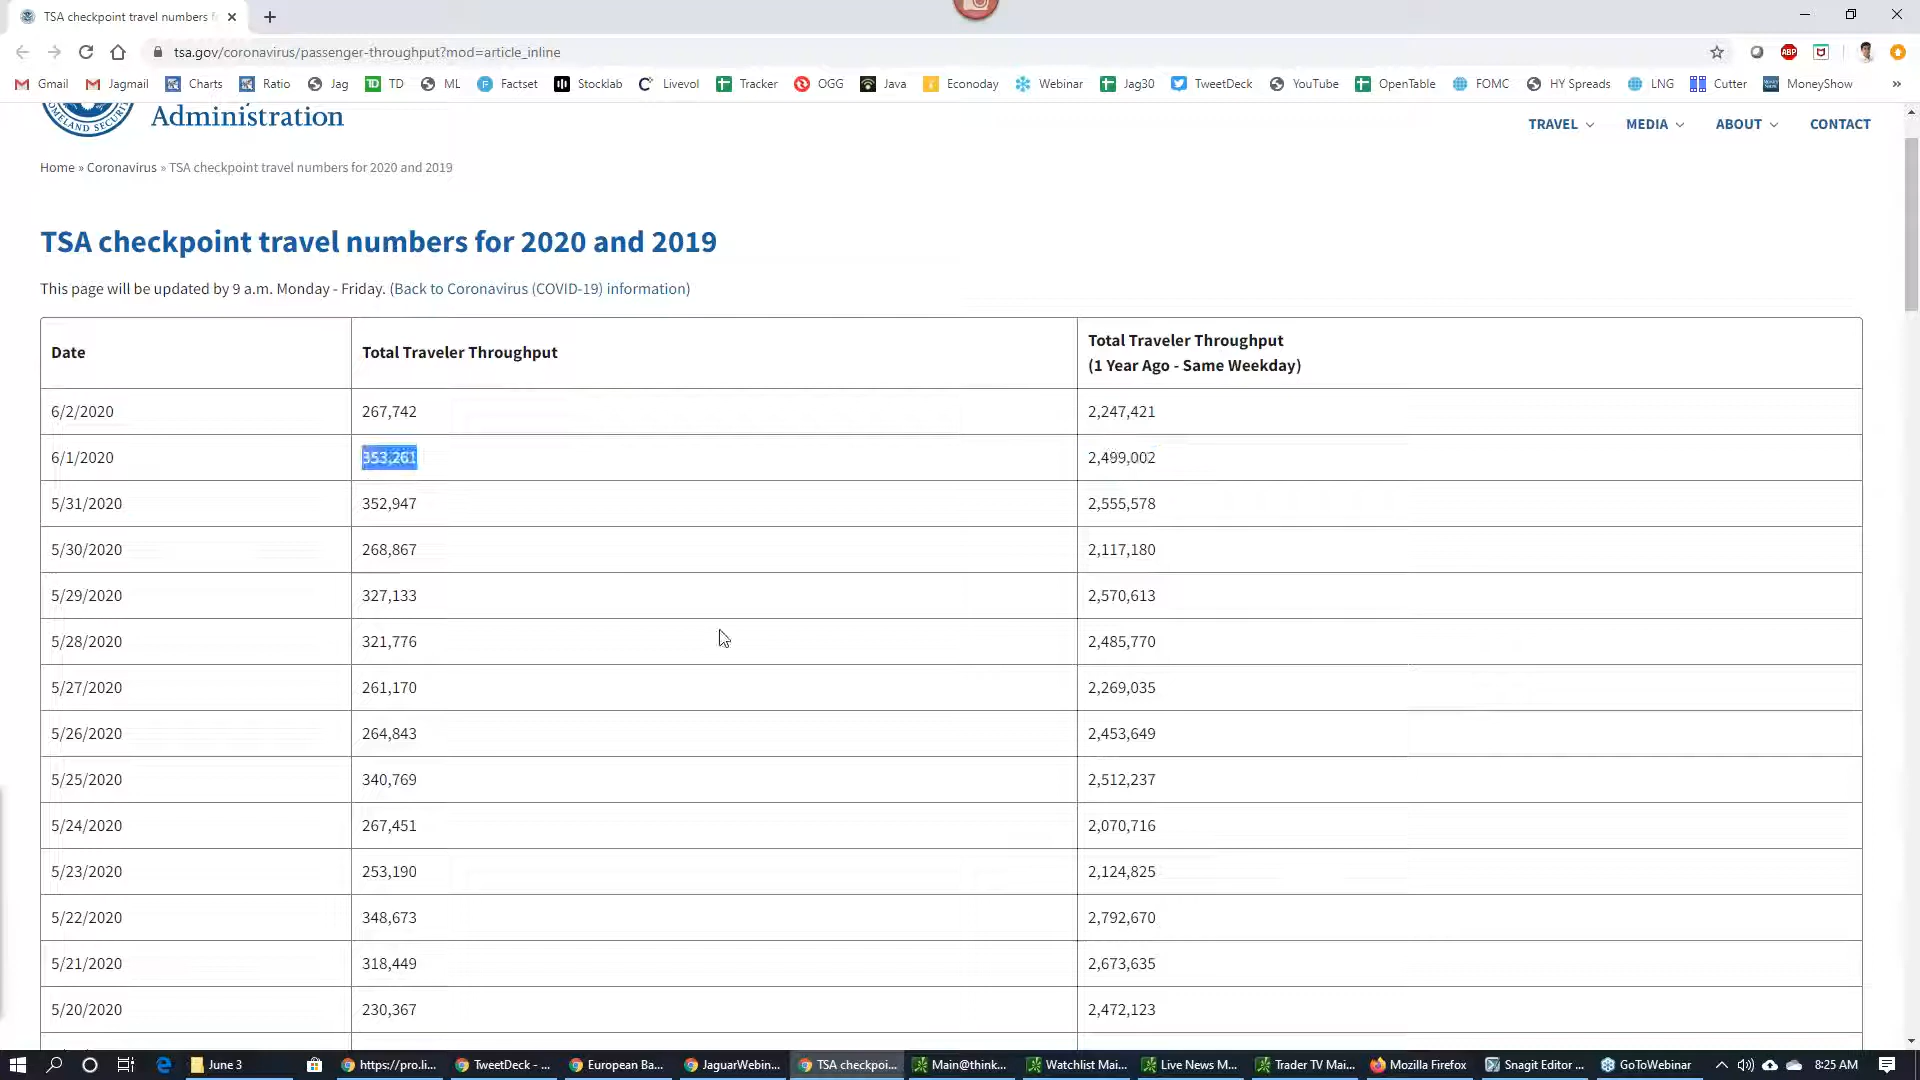 TSA checkpoint travel numbers f
tsa.gov/coronavirus/passenger-throughput?mod=article_inline
Gmail Jagmail Charts Ratio Jag TD ML Factset Stocklab Livevol Tracker OGG Java Econoday Webinar Jag30 TweetDeck YouTube OpenTable FOMC HY Spreads LNG Cutter MoneyShow »
Administration
TRAVEL MEDIA ABOUT CONTACT
Home » Coronavirus » TSA checkpoint travel numbers for 2020 and 2019
TSA checkpoint travel numbers for 2020 and 2019
This page will be updated by 9 a.m. Monday - Friday. (Back to Coronavirus (COVID-19) information)
Date Total Traveler Throughput Total Traveler Throughput
(1 Year Ago - Same Weekday)
6/2/2020 267,742 2,247,421
6/1/2020 353,261 2,499,002
5/31/2020 352,947 2,555,578
5/30/2020 268,867 2,117,180
5/29/2020 327,133 2,570,613
5/28/2020 321,776 2,485,770
5/27/2020 261,170 2,269,035
5/26/2020 264,843 2,453,649
5/25/2020 340,769 2,512,237
5/24/2020 267,451 2,070,716
5/23/2020 253,190 2,124,825
5/22/2020 348,673 2,792,670
5/21/2020 318,449 2,673,635
5/20/2020 230,367 2,472,123
June 3 https://pro.li... TweetDeck - ... European Ba... JaguarWebin... TSA checkpoi... Main@think... Watchlist Mai... Live News M... Trader TV Mai... Mozilla Firefox Snagit Editor ... GoToWebinar 8:25 AM